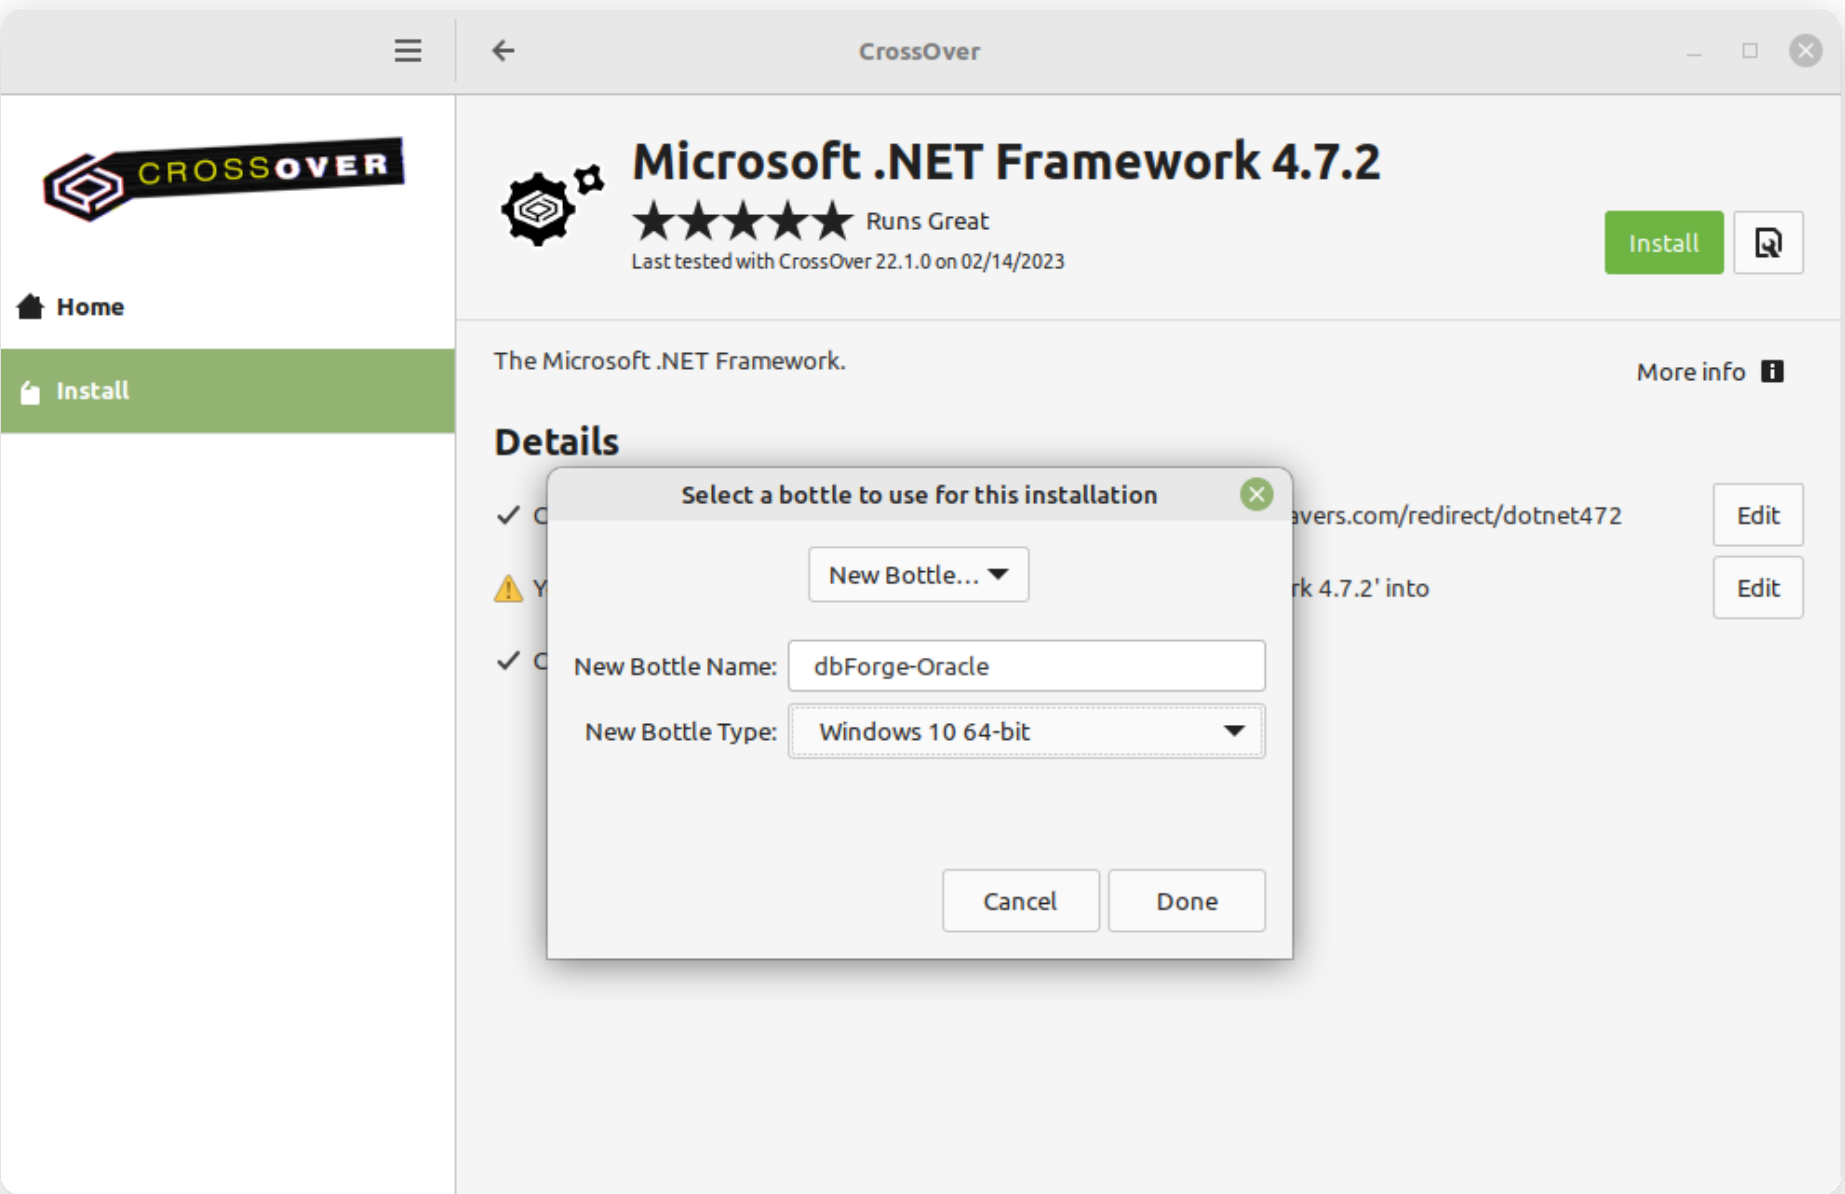 CrossOver
CROSSOVER
Home
Install
Microsoft .NET Framework 4.7.2
Runs Great
Last tested with CrossOver 22.1.0 on 02/14/2023
Install
The Microsoft .NET Framework.
More info
Details
Select a bottle to use for this installation
avers.com/redirect/dotnet472
Edit
New Bottle...
rk 4.7.2' into
Edit
New Bottle Name: dbForge-Oracle
New Bottle Type: Windows 10 64-bit
Cancel
Done